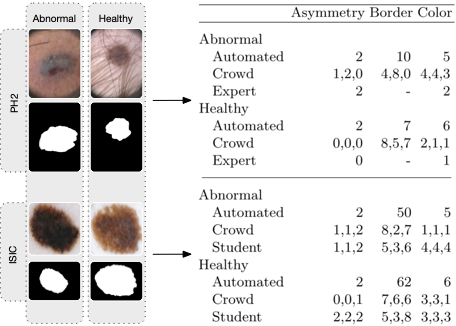 Abnormal Healthy
PH2
ISIC
Asymmetry Border Color
Abnormal
Automated 2 10 5
Crowd 1,2,0 4,8,0 4,4,3
Expert 2 - 2
Healthy
Automated 2 7 6
Crowd 0,0,0 8,5,7 2,1,1
Expert 0 - 1
Abnormal
Automated 2 50 5
Crowd 1,1,2 8,2,7 1,1,1
Student 1,1,2 5,3,6 4,4,4
Healthy
Automated 2 62 6
Crowd 0,0,1 7,6,6 3,3,1
Student 2,2,2 5,3,8 3,3,3